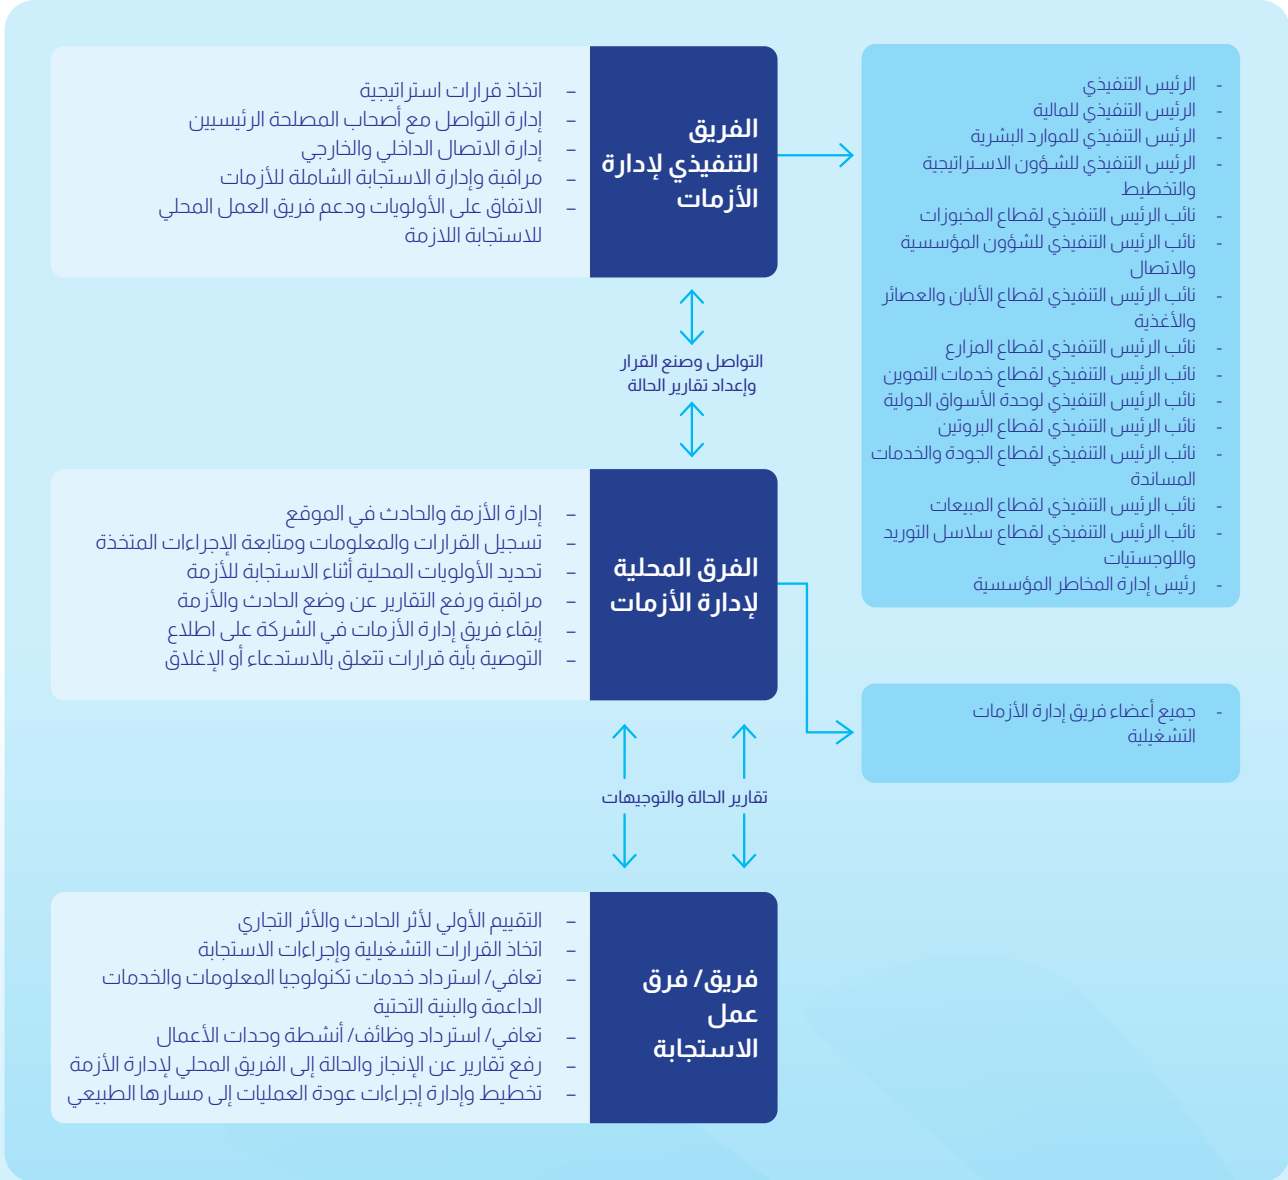 - الرئيس التنفيذي
- الرئيس التنفيذي للمالية
- الرئيس التنفيذي للموارد البشرية
- الرئيس التنفيذي للشؤون الاستراتيجية
والتخطيط
- نائب الرئيس التنفيذي لقطاع المخبوزات
- نائب الرئيس التنفيذي للشؤون المؤسسية
والاتصال
- نائب الرئيس التنفيذي لقطاع الألبان والعصائر
والأغذية
- نائب الرئيس التنفيذي لقطاع المزارع
- نائب الرئيس التنفيذي لقطاع خدمات التموين
- نائب الرئيس التنفيذي لوحدة الأسواق الدولية
- نائب الرئيس التنفيذي لقطاع البروتين
- نائب الرئيس التنفيذي لقطاع الجودة والخدمات
المساندة
- نائب الرئيس التنفيذي لقطاع المبيعات
- نائب الرئيس التنفيذي لقطاع سلاسل التوريد
واللوجستيات
- رئيس إدارة المخاطر المؤسسية
الفريق
التنفيذي لإدارة
الأزمات
– اتخاذ قرارات استراتيجية
– إدارة التواصل مع أصحاب المصلحة الرئيسيين
– إدارة الاتصال الداخلي والخارجي
– مراقبة وإدارة الاستجابة الشاملة للأزمات
– الاتفاق على الأولويات ودعم فريق العمل المحلي
للاستجابة اللازمة
التواصل وصنع القرار
وإعداد تقارير الحالة
الفرق المحلية
لإدارة الأزمات
– إدارة الأزمة والحادث في الموقع
– تسجيل القرارات والمعلومات ومتابعة الإجراءات المتخذة
– تحديد الأولويات المحلية أثناء الاستجابة للأزمة
– مراقبة ورفع التقارير عن وضع الحادث والأزمة
– إبقاء فريق إدارة الأزمات في الشركة على اطلاع
– التوصية بأية قرارات تتعلق بالاستدعاء أو الإغلاق
- جميع أعضاء فريق إدارة الأزمات
التشغيلية
تقارير الحالة والتوجيهات
فريق/ فرق
عمل
الاستجابة
– التقييم الأولي لأثر الحادث والأثر التجاري
– اتخاذ القرارات التشغيلية وإجراءات الاستجابة
– تعافي/ استرداد خدمات تكنولوجيا المعلومات والخدمات
الداعمة والبنية التحتية
– تعافي/ استرداد وظائف/ أنشطة وحدات الأعمال
– رفع تقارير عن الإنجاز والحالة إلى الفريق المحلي لإدارة الأزمة
– تخطيط وإدارة إجراءات عودة العمليات إلى مسارها الطبيعي